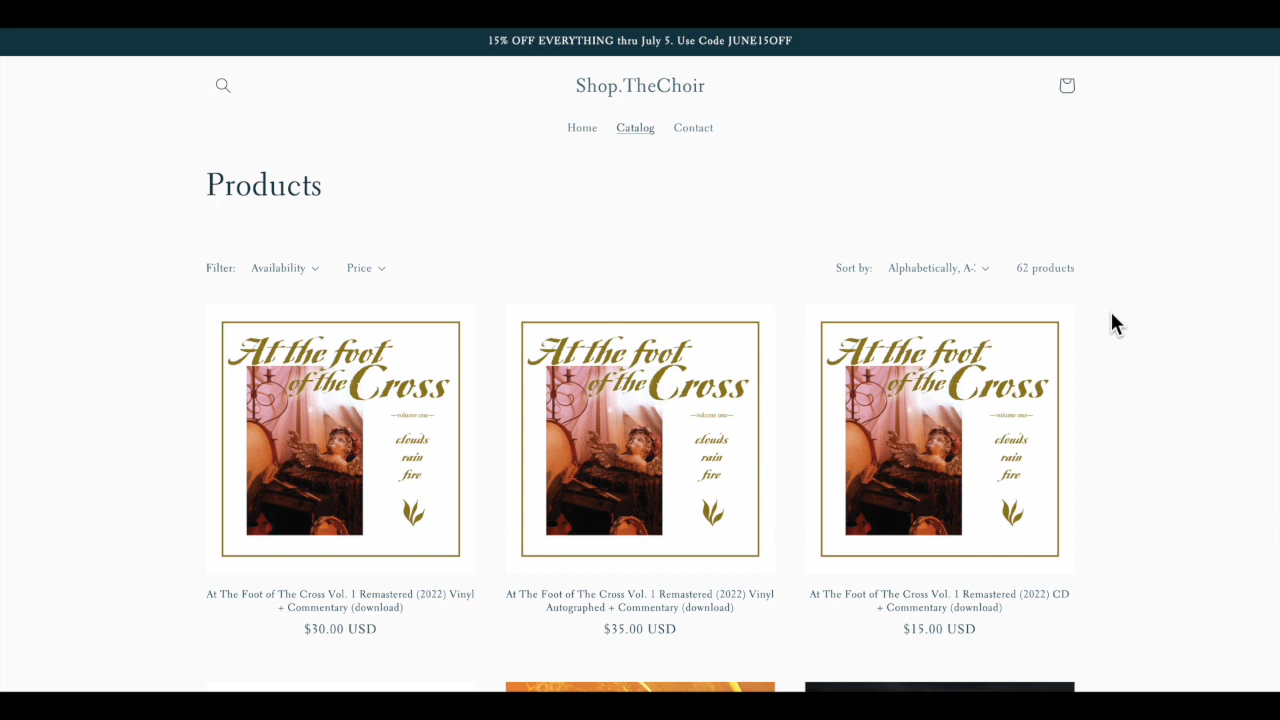 15% OFF EVERYTHING thru July 5. Use Code JUNE15OFF
Shop.TheChoir
Home Catalog Contact
Products
Filter: Availability Price
Sort by: Alphabetically, A-
62 products
At the foot
of the Cross
—volume one—
clouds
rain
fire
At the foot
of the Cross
—volume one—
clouds
rain
fire
At the foot
of the Cross
—volume one—
clouds
rain
fire
At The Foot of The Cross Vol. 1 Remastered (2022) Vinyl
+ Commentary (download)
$30.00 USD
At The Foot of The Cross Vol. 1 Remastered (2022) Vinyl
Autographed + Commentary (download)
$35.00 USD
At The Foot of The Cross Vol. 1 Remastered (2022) CD
+ Commentary (download)
$15.00 USD